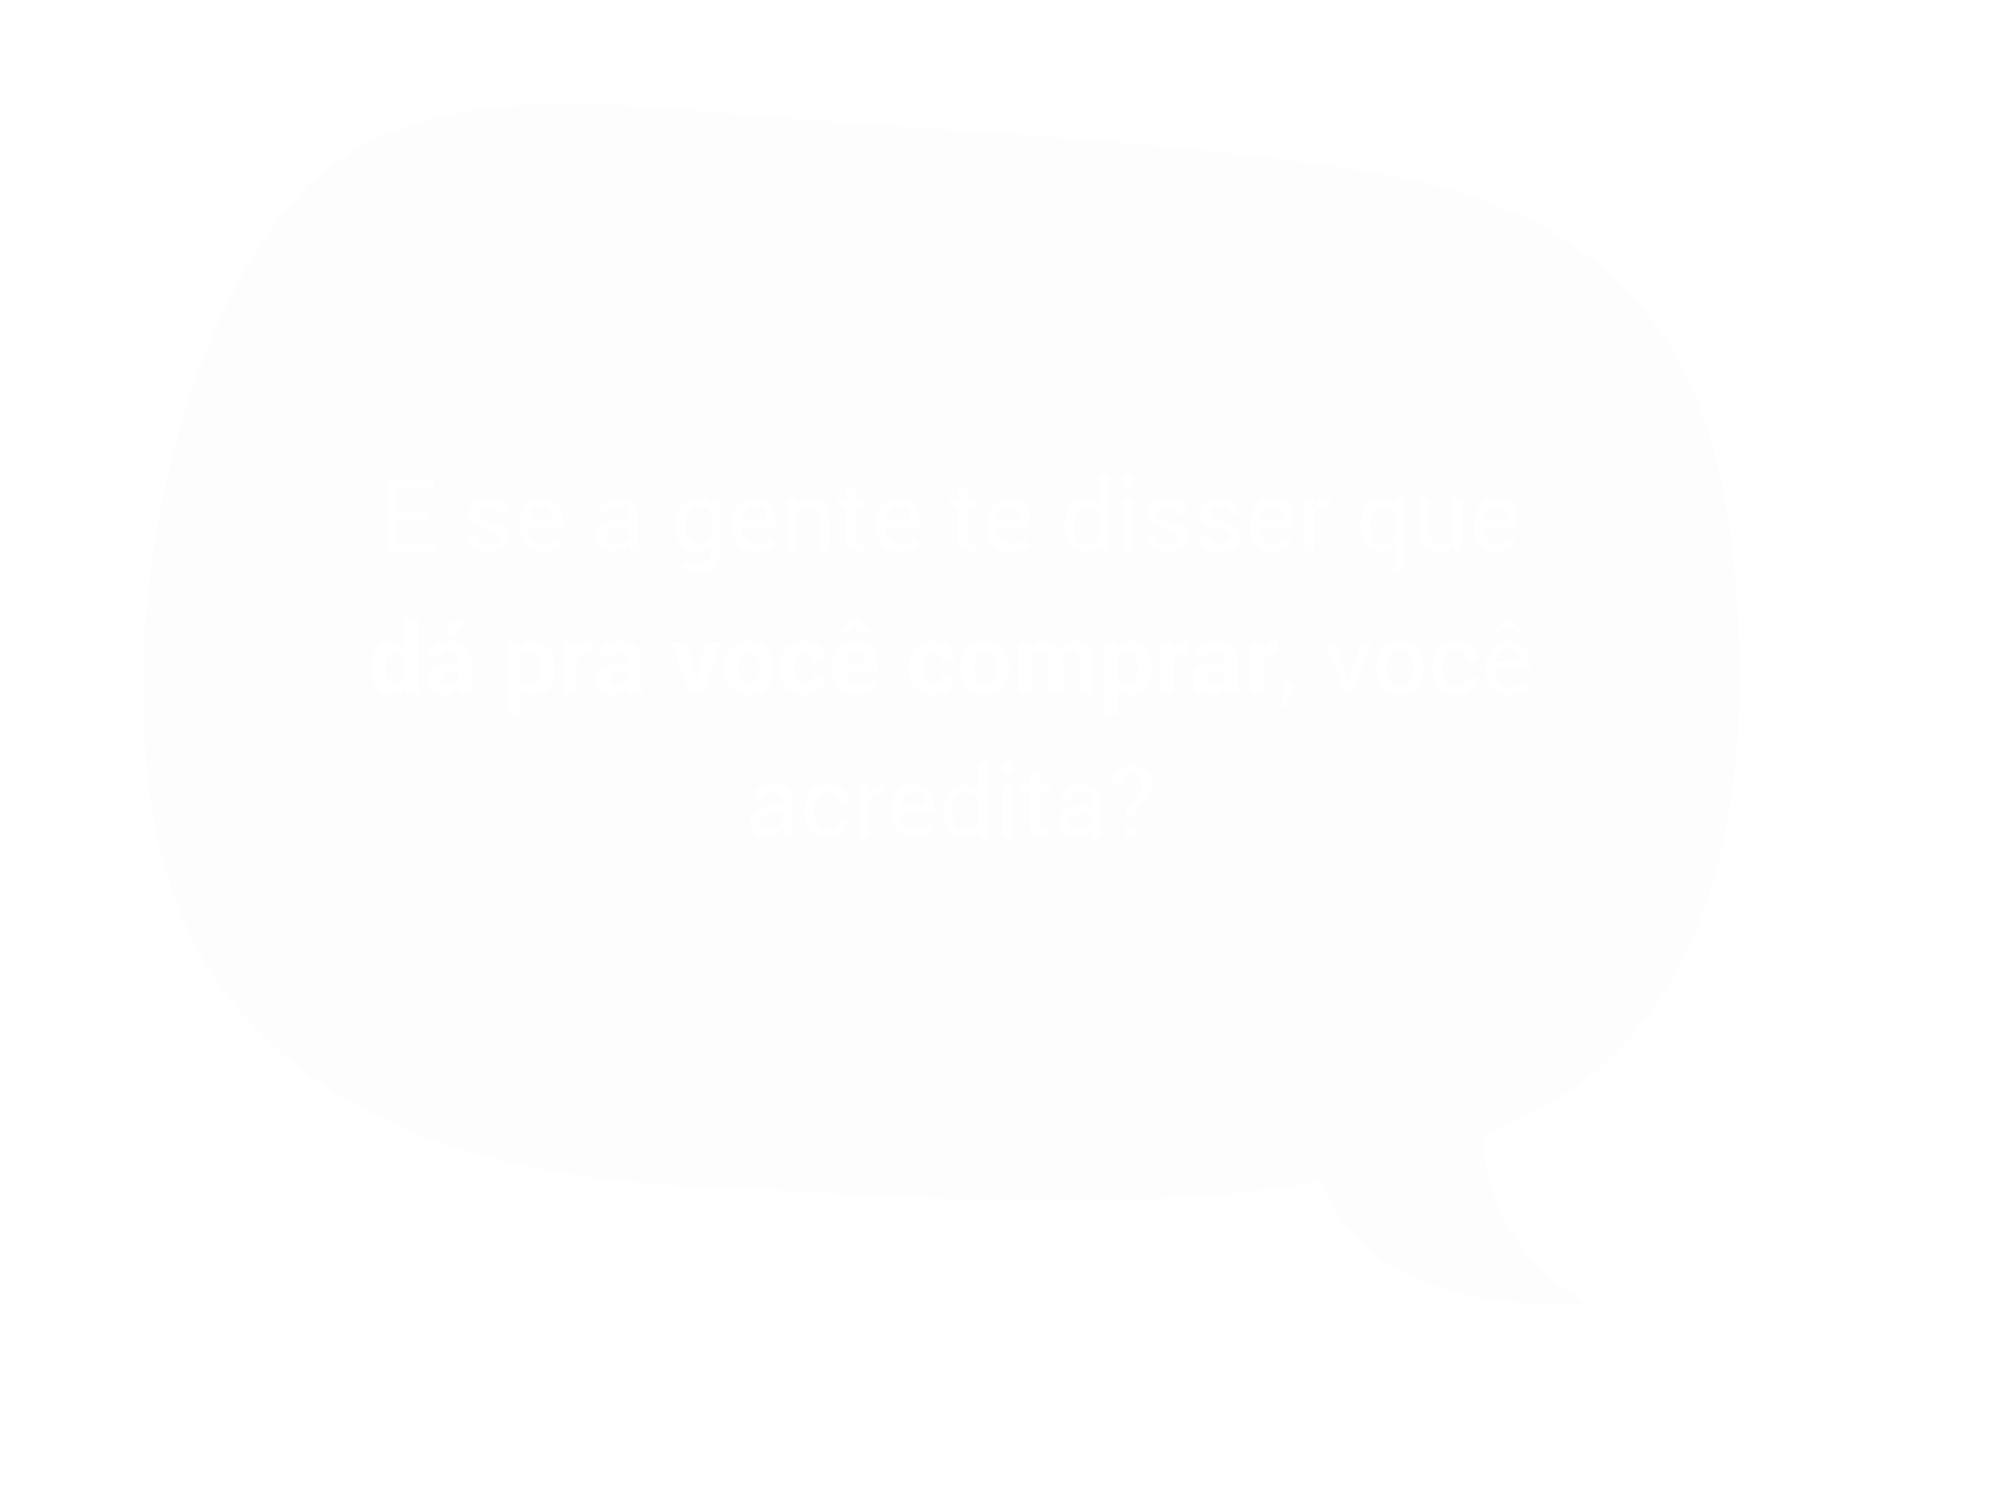 E se a gente te disser que
dá pra você comprar, você
acredita?